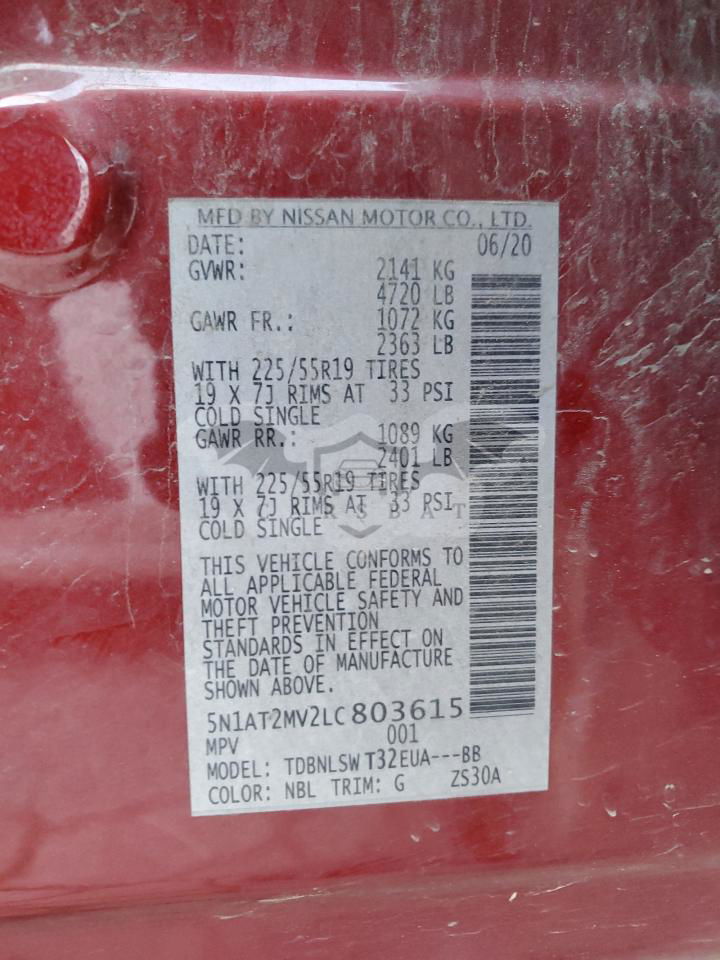 MFD BY NISSAN MOTOR CO., LTD.
DATE: 06/20
GVWR: 2141 KG
4720 LB
GAWR FR.: 1072 KG
2363 LB
WITH 225/55R19 TIRES
19 X 7J RIMS AT 33 PSI
COLD SINGLE
GAWR RR.: 1089 KG
2401 LB
WITH 225/55R19 TIRES
19 X 7J RIMS AT 33 PSI
COLD SINGLE
THIS VEHICLE CONFORMS TO
ALL APPLICABLE FEDERAL
MOTOR VEHICLE SAFETY AND
THEFT PREVENTION
STANDARDS IN EFFECT ON
THE DATE OF MANUFACTURE
SHOWN ABOVE.
5N1AT2MV2LC803615
MPV 001
MODEL: TDBNLSWT32EUA---BB
COLOR: NBL TRIM: G ZS30A